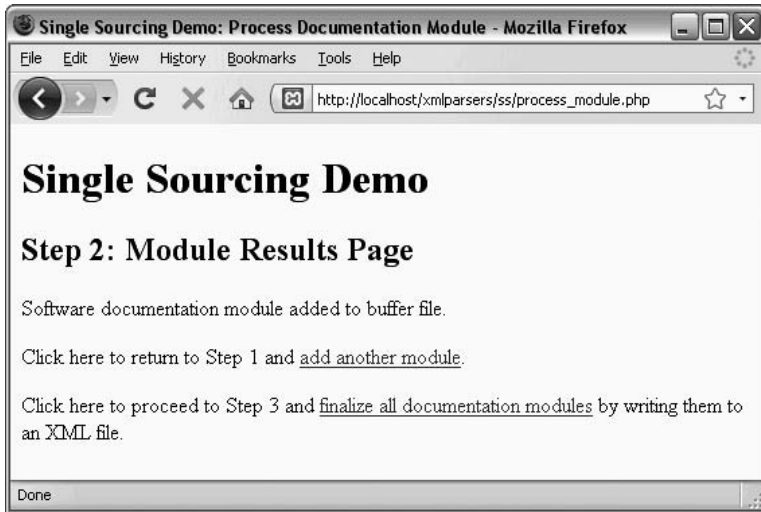 Single Sourcing Demo: Process Documentation Module - Mozilla Firefox
File Edit View History Bookmarks Tools Help
http://localhost/xmlparsers/ss/process_module.php
Single Sourcing Demo
Step 2: Module Results Page
Software documentation module added to buffer file.
Click here to return to Step 1 and add another module.
Click here to proceed to Step 3 and finalize all documentation modules by writing them to
an XML file.
Done